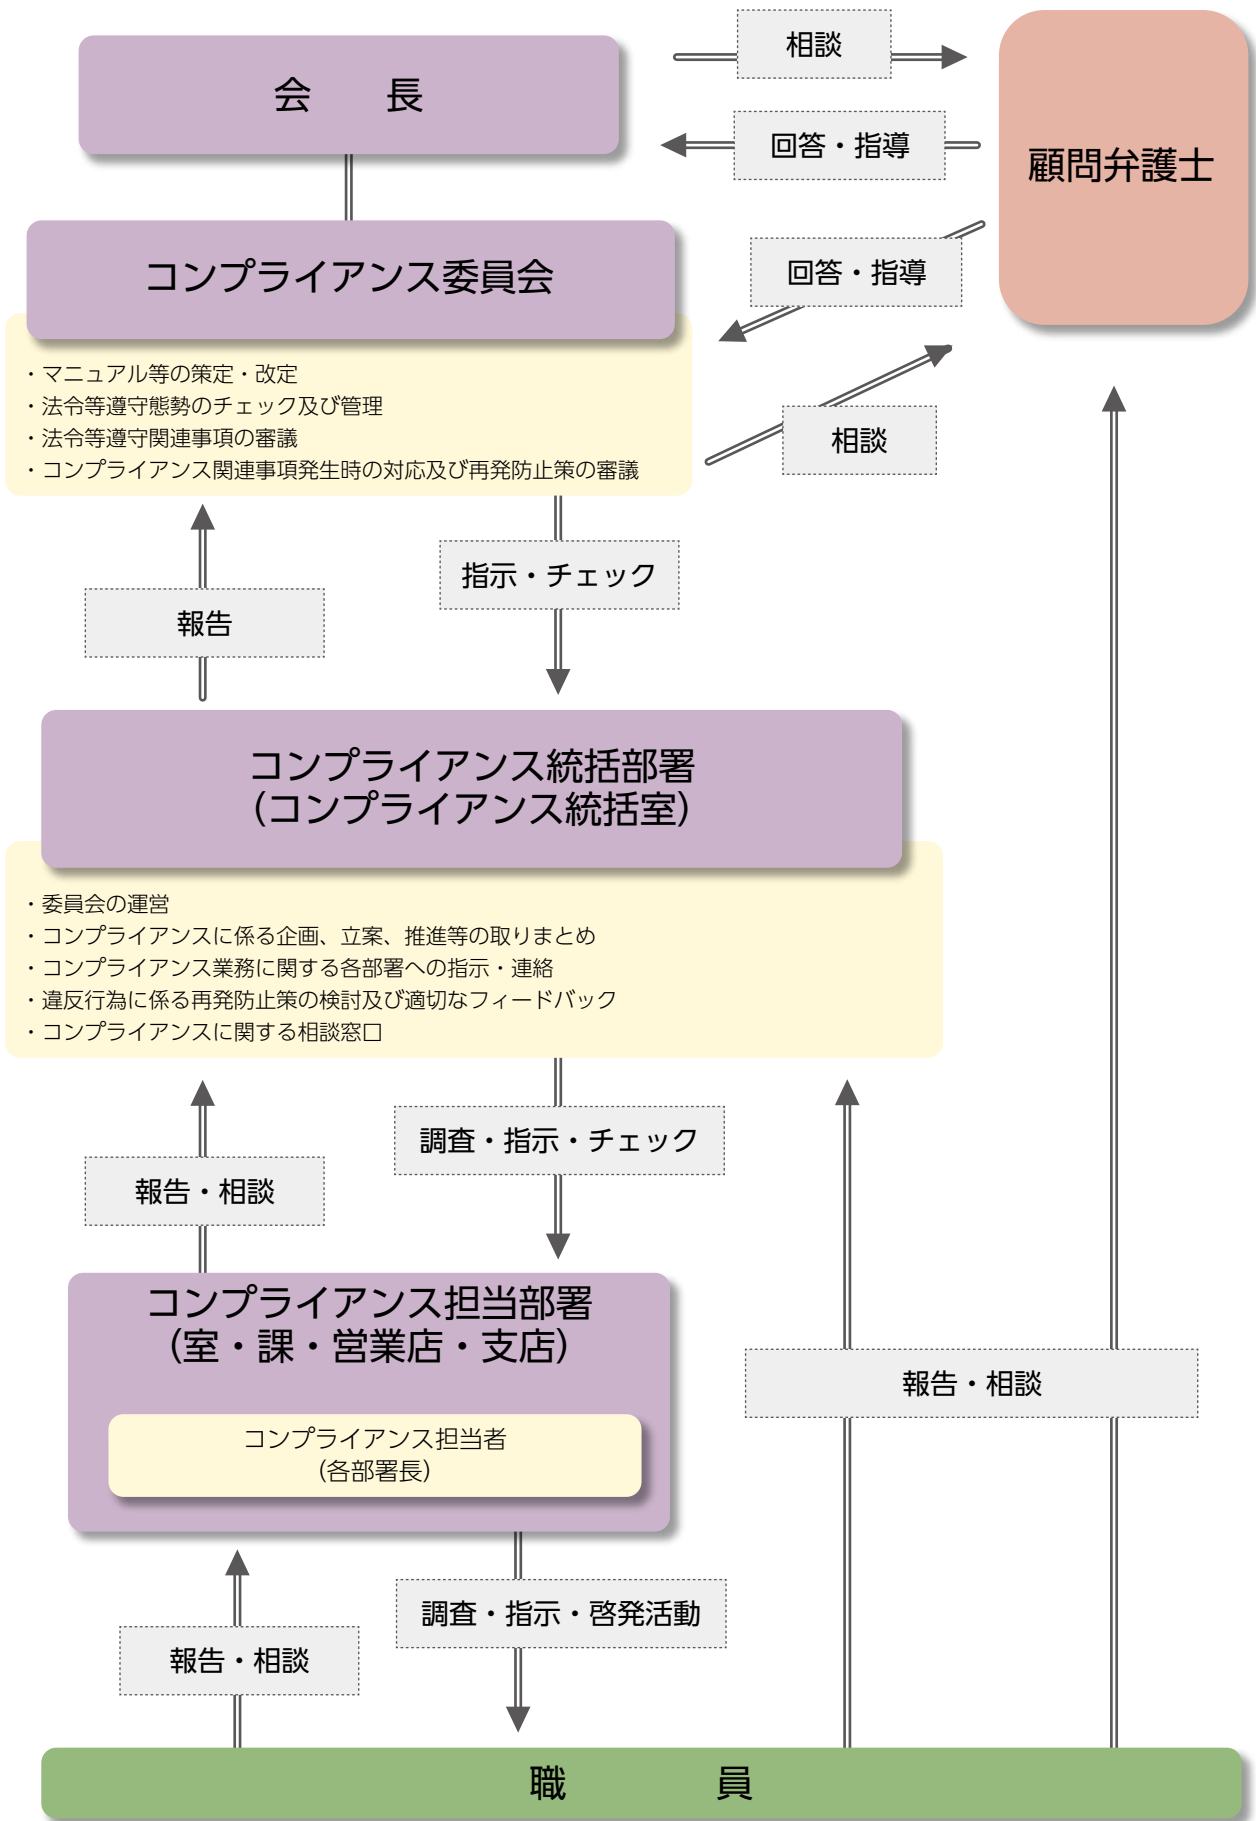 会　長
相談
回答・指導
顧問弁護士
コンプライアンス委員会
回答・指導
相談
・マニュアル等の策定・改定
・法令等遵守態勢のチェック及び管理
・法令等遵守関連事項の審議
・コンプライアンス関連事項発生時の対応及び再発防止策の審議
報告
指示・チェック
コンプライアンス統括部署
（コンプライアンス統括室）
・委員会の運営
・コンプライアンスに係る企画、立案、推進等の取りまとめ
・コンプライアンス業務に関する各部署への指示・連絡
・違反行為に係る再発防止策の検討及び適切なフィードバック
・コンプライアンスに関する相談窓口
報告・相談
調査・指示・チェック
コンプライアンス担当部署
（室・課・営業店・支店）
コンプライアンス担当者
（各部署長）
報告・相談
報告・相談
調査・指示・啓発活動
職　員